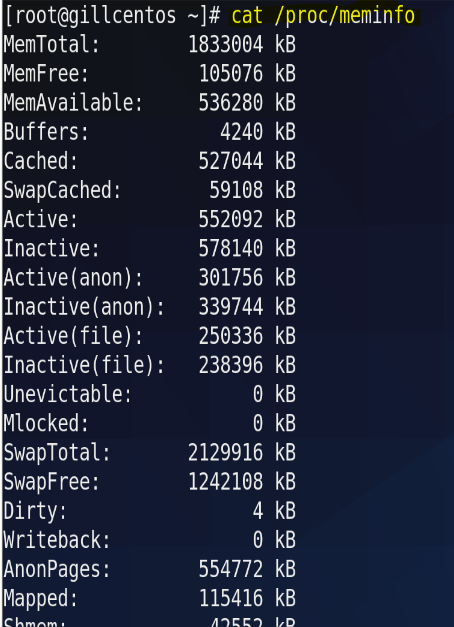 [root@gillcentos ~]# cat /proc/meminfo
MemTotal:        1833004 kB
MemFree:          105076 kB
MemAvailable:     536280 kB
Buffers:            4240 kB
Cached:           527044 kB
SwapCached:        59108 kB
Active:           552092 kB
Inactive:         578140 kB
Active(anon):     301756 kB
Inactive(anon):   339744 kB
Active(file):     250336 kB
Inactive(file):   238396 kB
Unevictable:           0 kB
Mlocked:               0 kB
SwapTotal:       2129916 kB
SwapFree:        1242108 kB
Dirty:                 4 kB
Writeback:             0 kB
AnonPages:        554772 kB
Mapped:           115416 kB
Shmem:             42552 kB